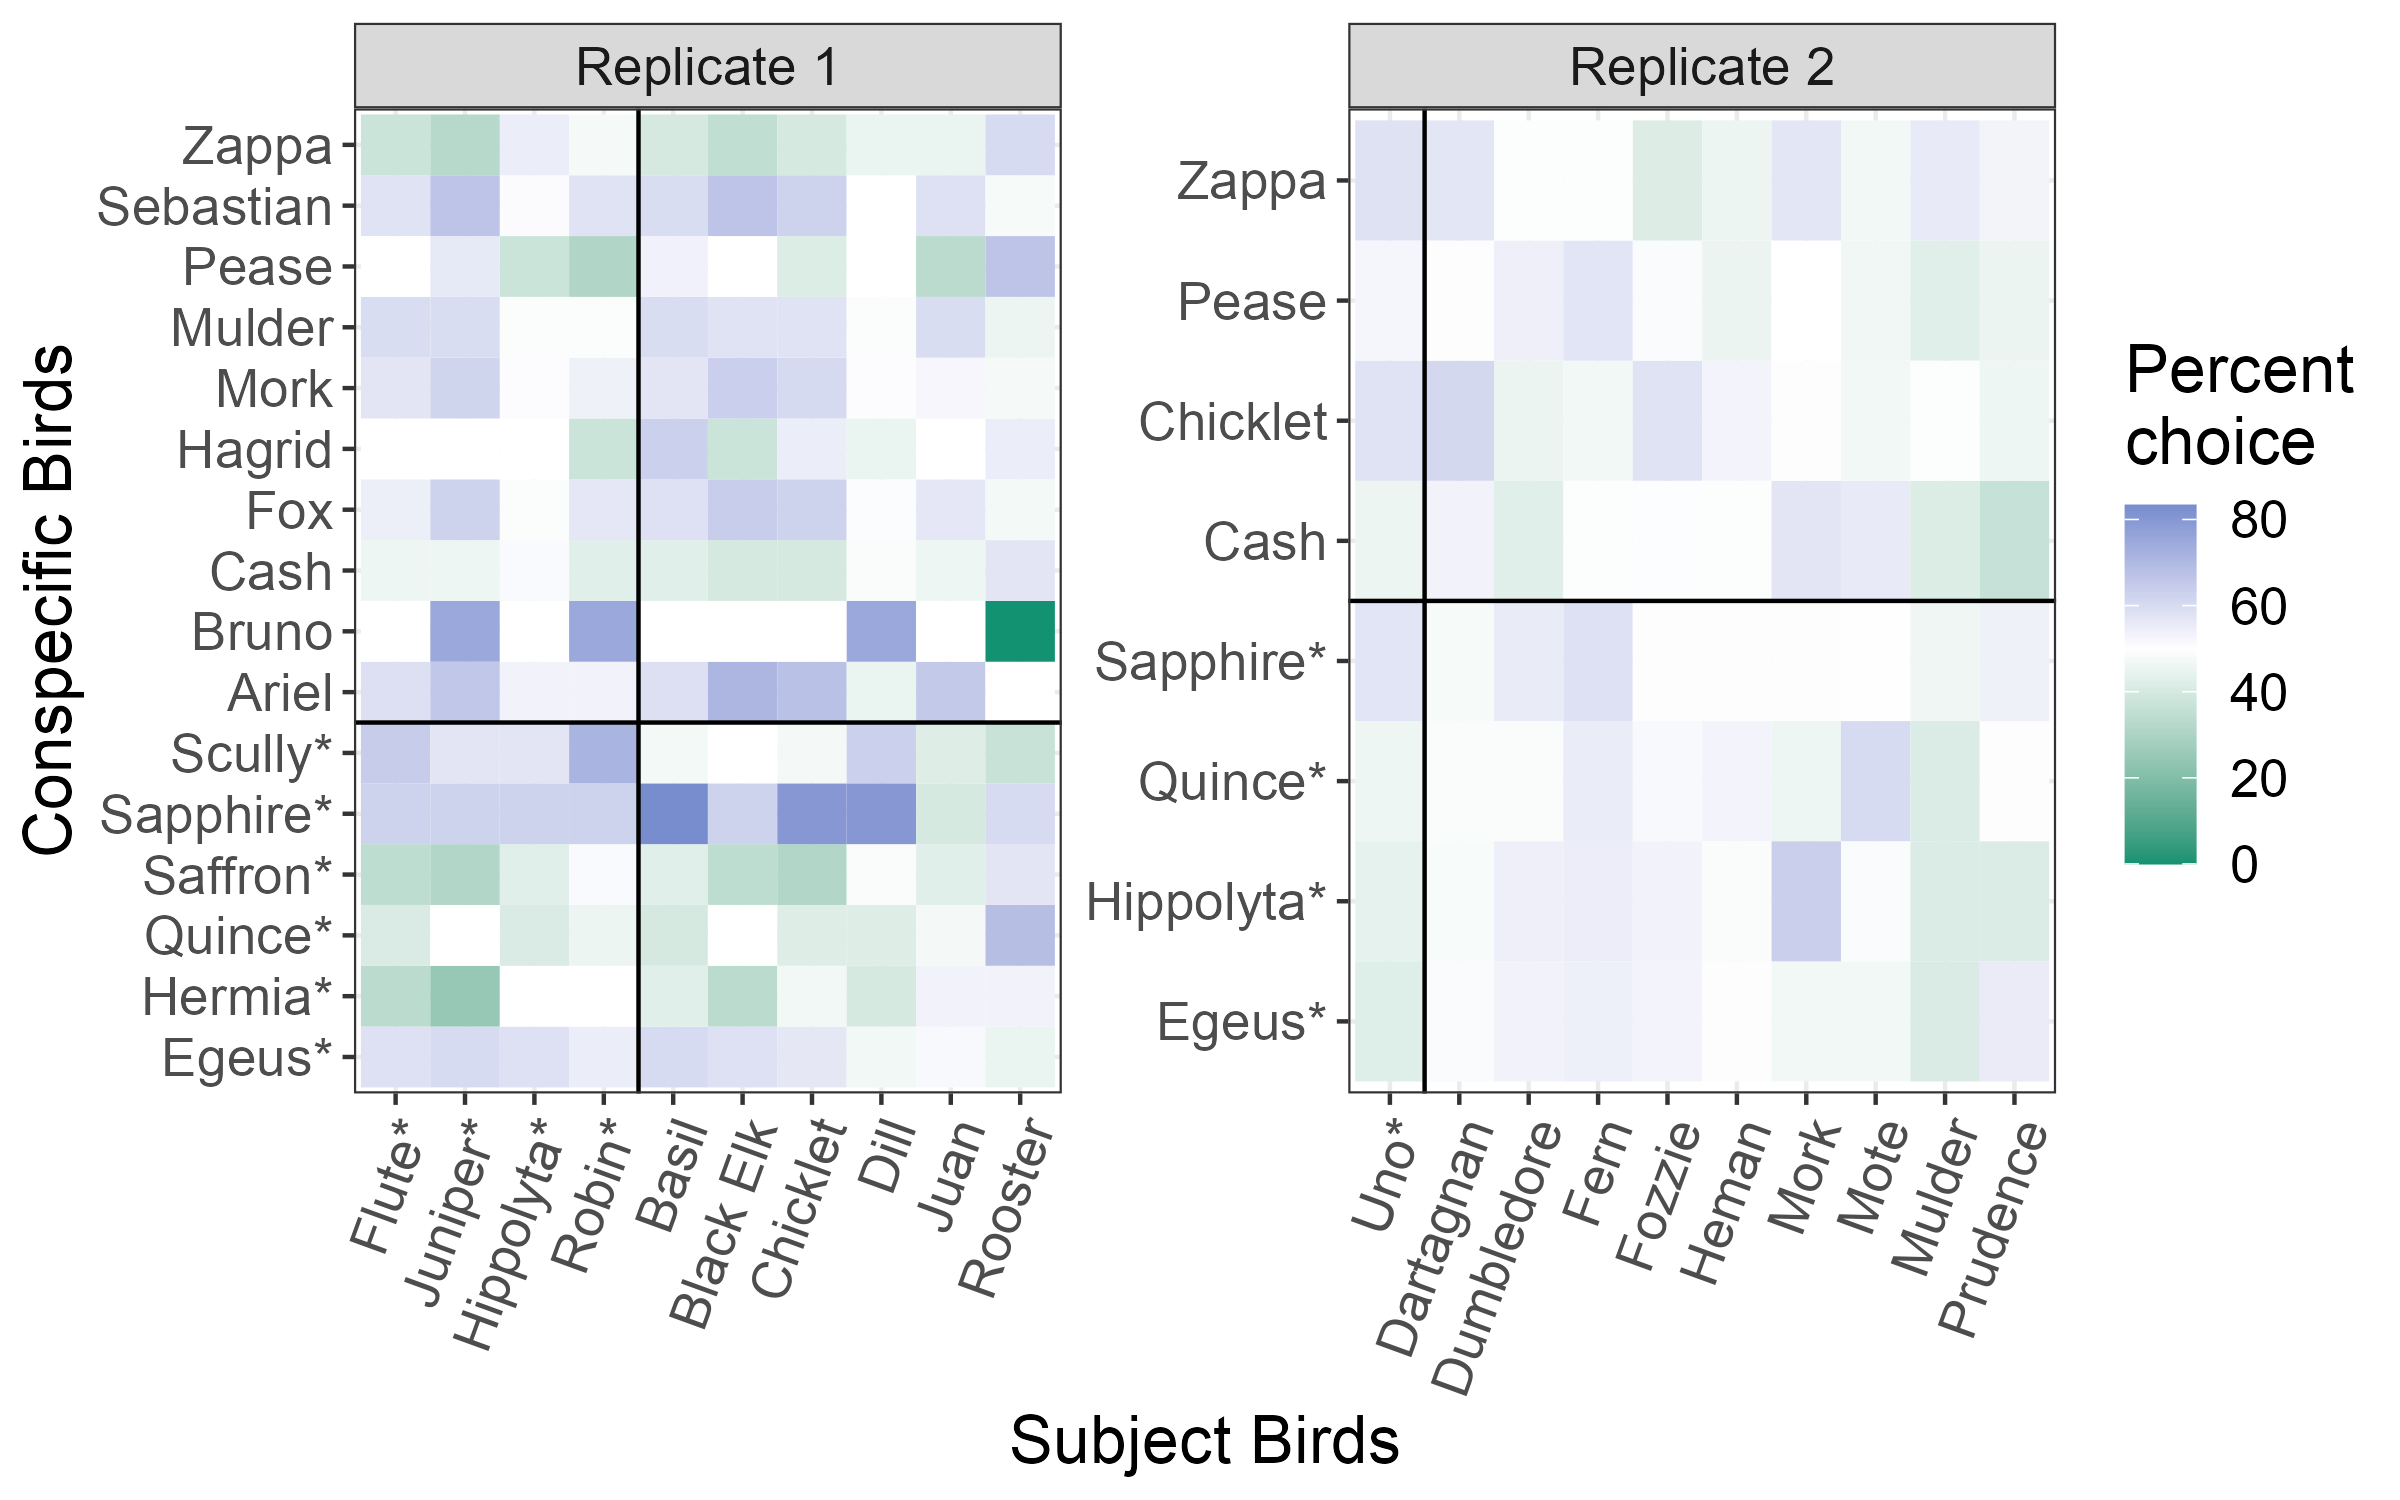 Replicate 1
Replicate 2
Conspecific Birds
Zappa
Sebastian
Pease
Mulder
Mork
Hagrid
Fox
Cash
Bruno
Ariel
Scully*
Sapphire*
Saffron*
Quince*
Hermia*
Egeus*
Flute*
Juniper*
Hippolyta*
Robin*
Basil
Black Elk
Chicklet
Dill
Juan
Rooster
Zappa
Pease
Chicklet
Cash
Sapphire*
Quince*
Hippolyta*
Egeus*
Uno*
Dartagnan
Dumbledore
Fern
Fozzie
Heman
Mork
Mote
Mulder
Prudence
Subject Birds
Percent
choice
80
60
40
20
0